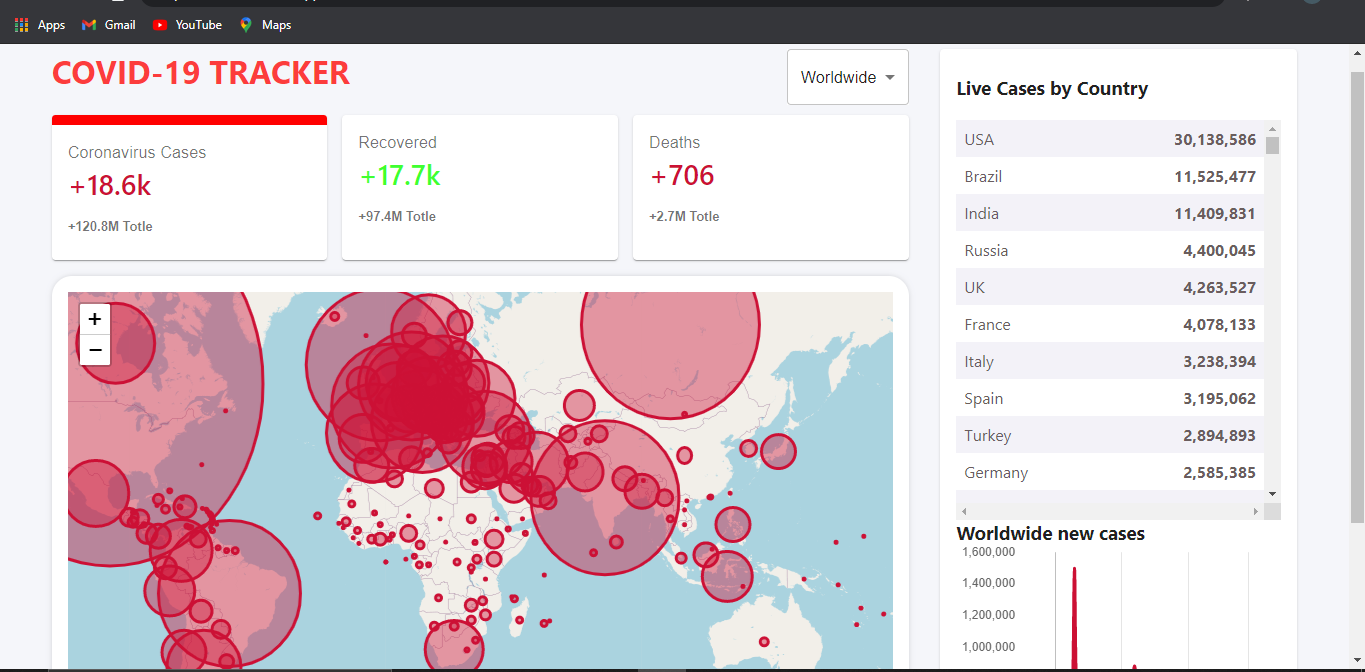 Apps Gmail YouTube Maps
COVID-19 TRACKER
Worldwide
Coronavirus Cases
+18.6k
+120.8M Totle
Recovered
+17.7k
+97.4M Totle
Deaths
+706
+2.7M Totle
+
−
Live Cases by Country
USA 30,138,586
Brazil 11,525,477
India 11,409,831
Russia 4,400,045
UK 4,263,527
France 4,078,133
Italy 3,238,394
Spain 3,195,062
Turkey 2,894,893
Germany 2,585,385
Worldwide new cases
1,600,000
1,400,000
1,200,000
1,000,000